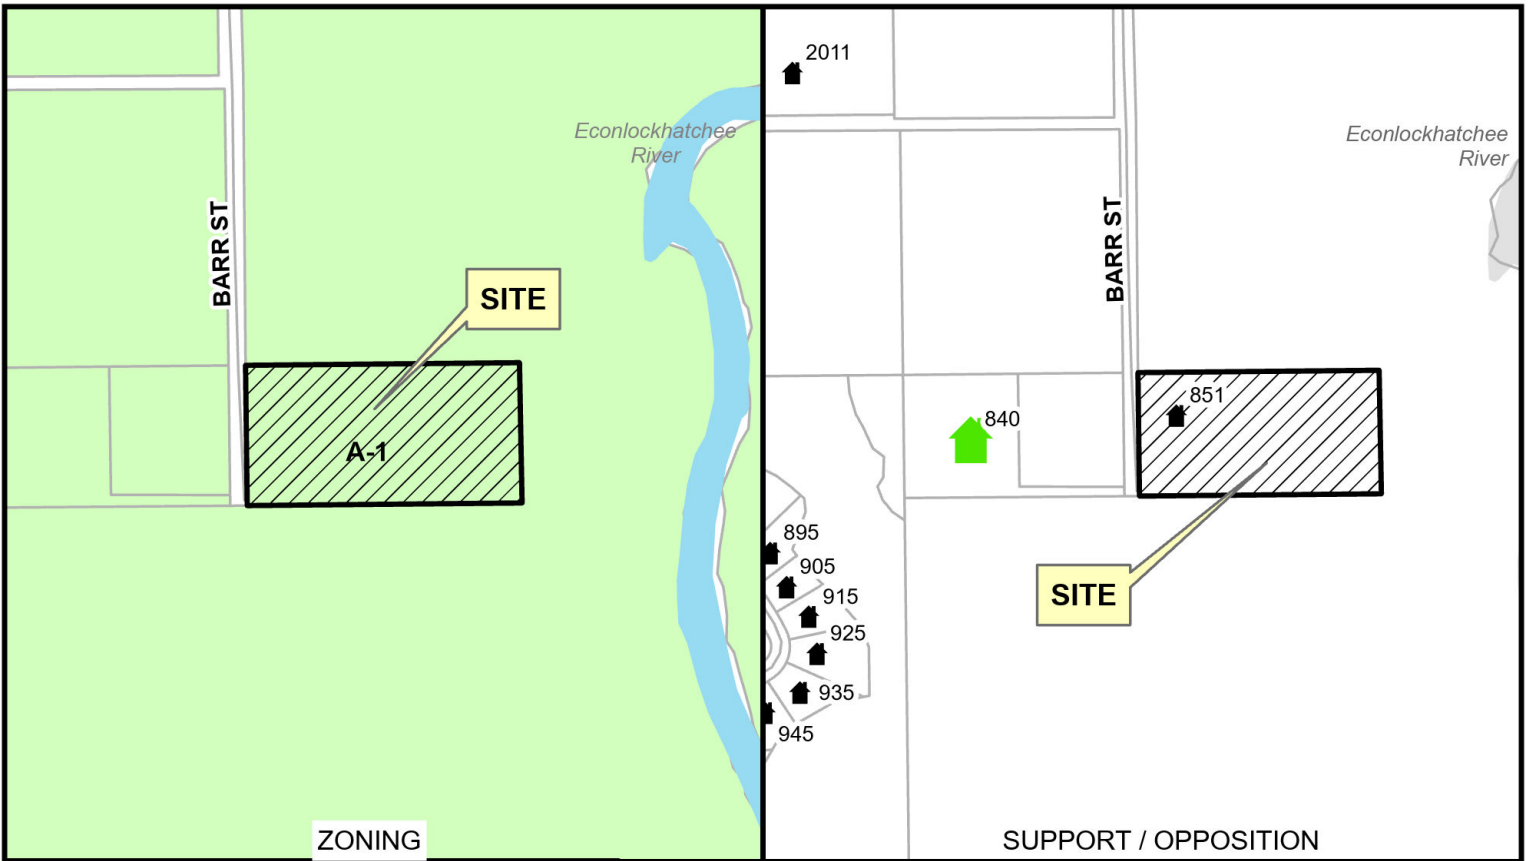 Econlockhatchee
River
BARR ST
SITE
A-1
ZONING
2011
Econlockhatchee
River
BARR ST
851
840
895
905
915
925
935
945
SITE
SUPPORT / OPPOSITION